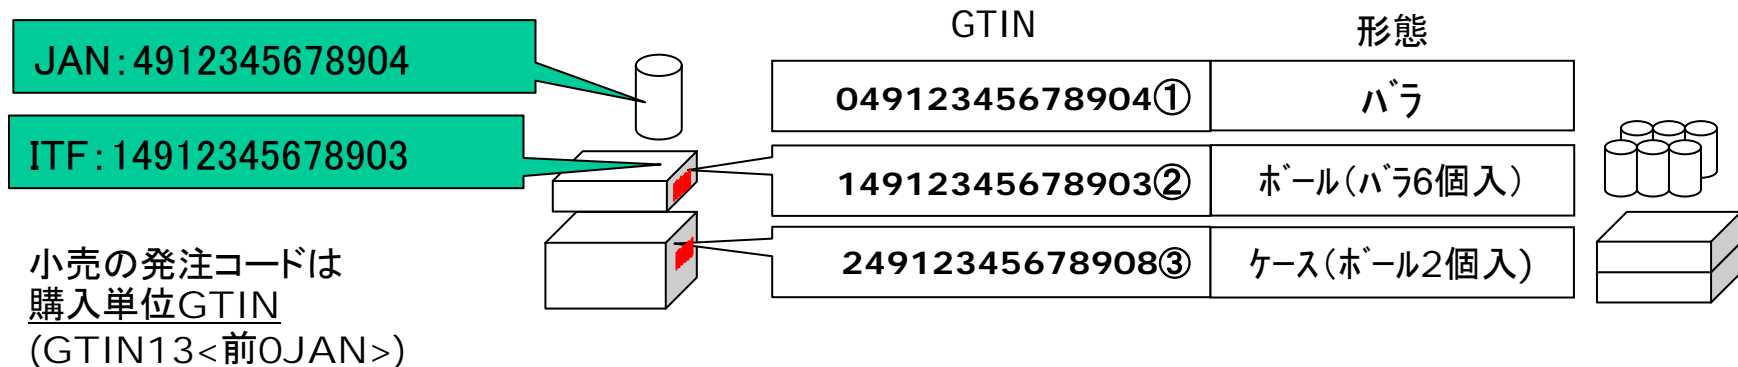 GTIN
形態
JAN:4912345678904
04912345678904①
バラ
ITF:14912345678903
14912345678903②
ボール(バラ6個入)
24912345678908③
ケース(ボール2個入)
小売の発注コードは
購入単位GTIN
(GTIN13<前0JAN>)